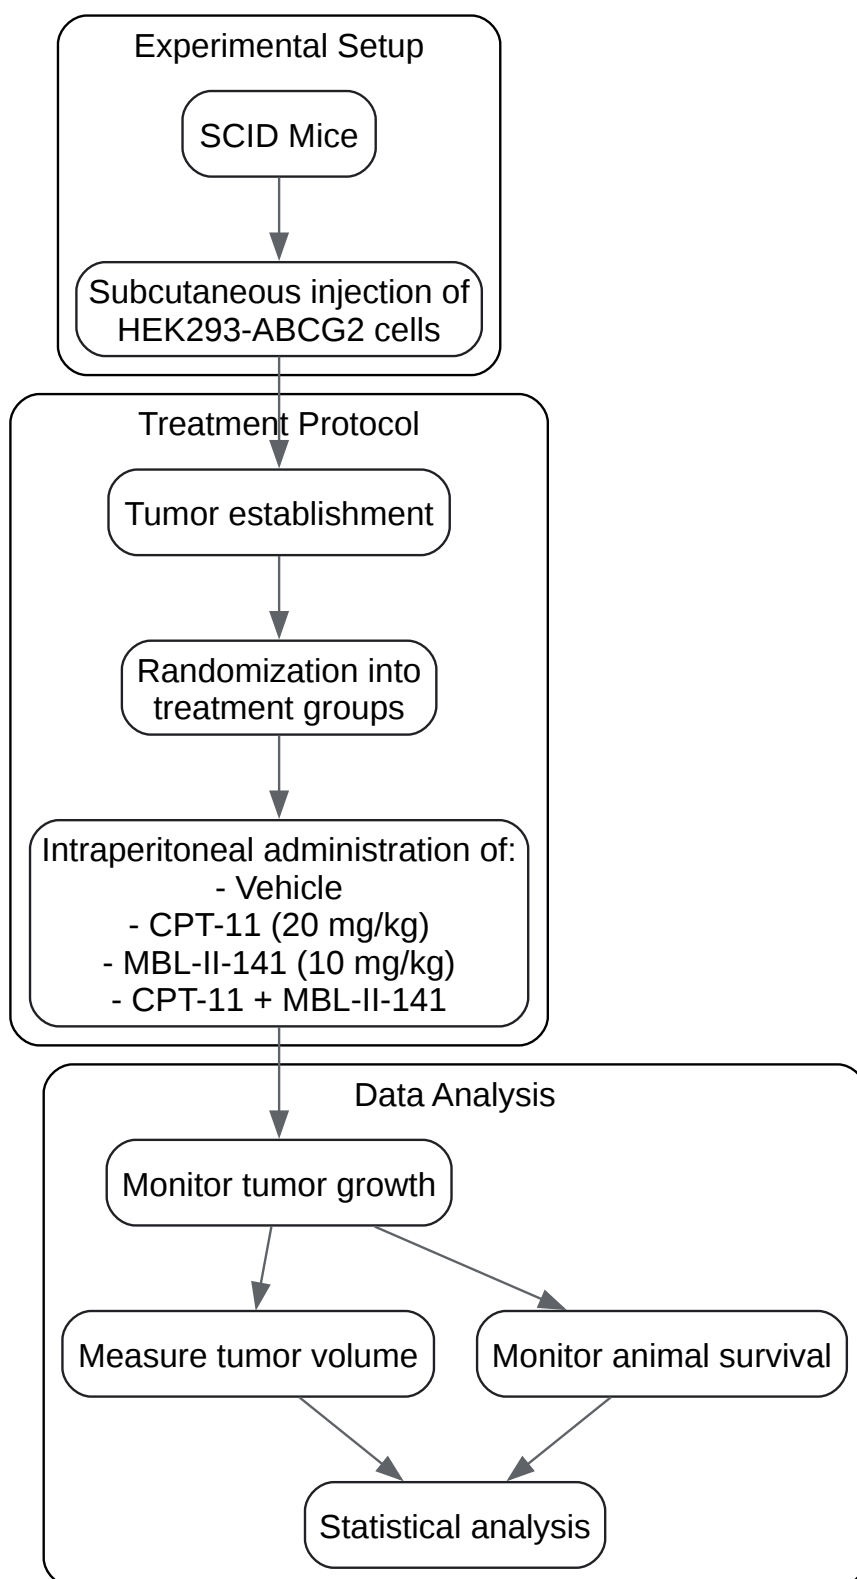 Experimental Setup
SCID Mice
Subcutaneous injection of
HEK293-ABCG2 cells
Treatment Protocol
Tumor establishment
Randomization into
treatment groups
Intraperitoneal administration of:
- Vehicle
- CPT-11 (20 mg/kg)
- MBL-II-141 (10 mg/kg)
- CPT-11 + MBL-II-141
Data Analysis
Monitor tumor growth
Measure tumor volume
Monitor animal survival
Statistical analysis